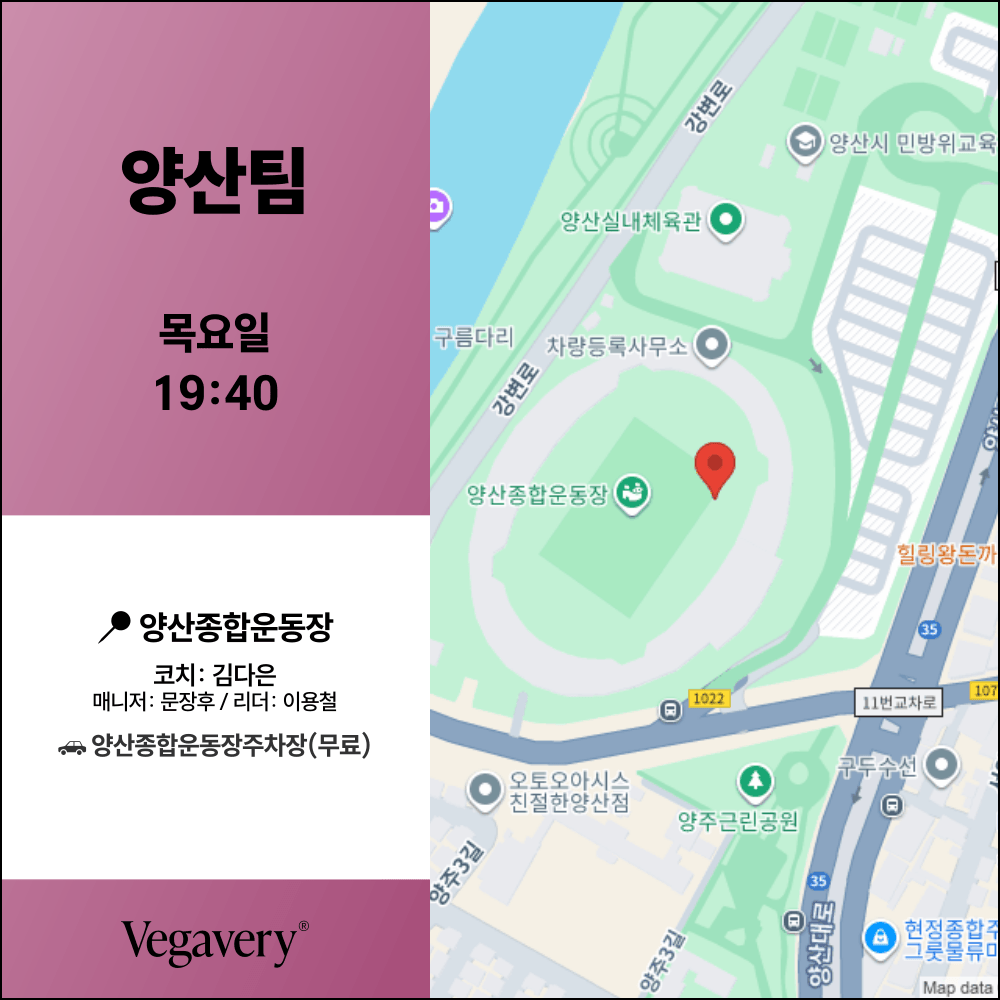 양산팀
목요일
19:40
양산종합운동장
코치: 김다은
매니저: 문장후 / 리더: 이용철
양산종합운동장주차장(무료)
Vegavery®
강변로
양산시 민방위교육
양산실내체육관
구름다리
차량등록사무소
강변로
양산종합운동장
힐링왕돈까
35
1022
107
11번교차로
구두수선
오토오아시스
친절한양산점
양주근린공원
양주3길
35
양산대로
양주3길
현정종합주
그룻물류마
Map data